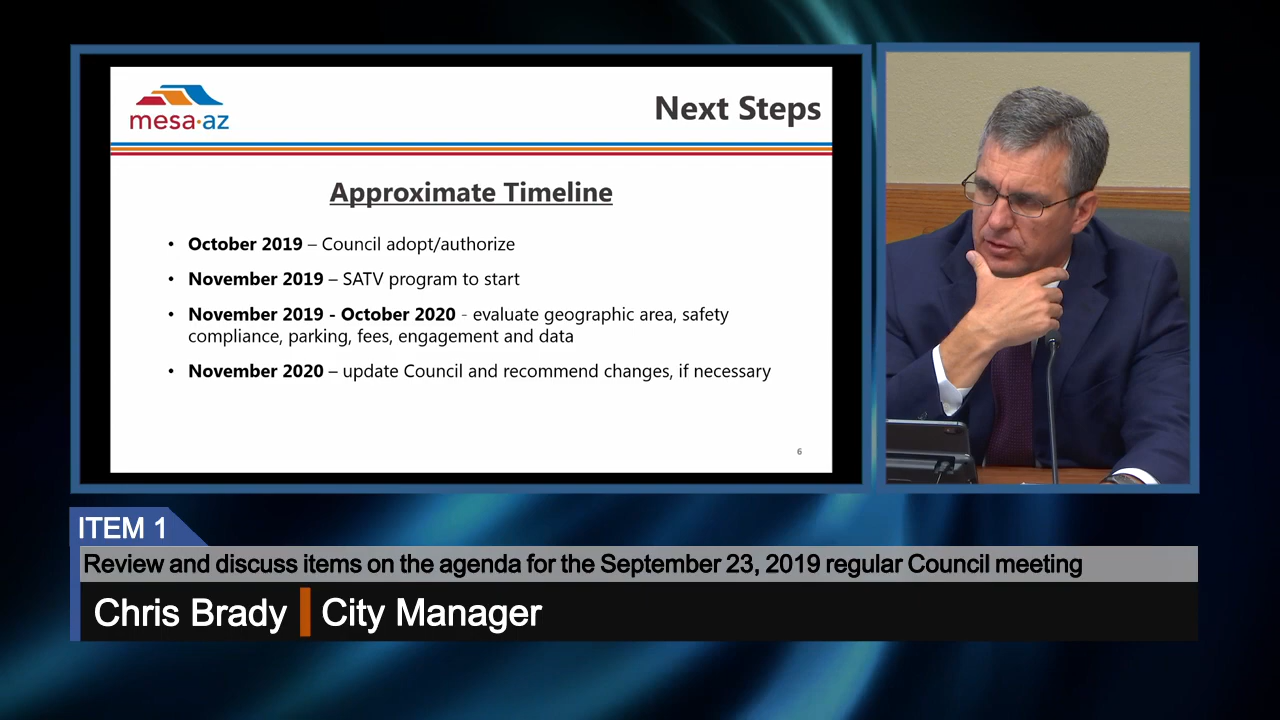 mesa·az
Next Steps
Approximate Timeline
• October 2019 – Council adopt/authorize
• November 2019 – SATV program to start
• November 2019 - October 2020 - evaluate geographic area, safety
compliance, parking, fees, engagement and data
• November 2020 – update Council and recommend changes, if necessary
6
ITEM 1
Review and discuss items on the agenda for the September 23, 2019 regular Council meeting
Chris Brady | City Manager